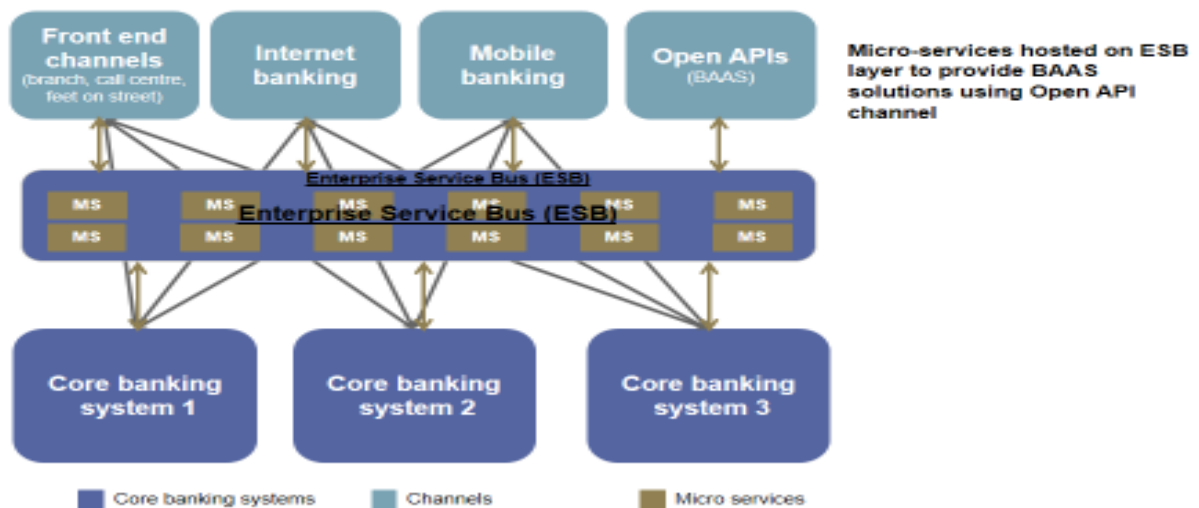 Front end
channels
(branch, call centre,
feet on street)
Internet
banking
Mobile
banking
Open APIs
(BAAS)
Micro-services hosted on ESB
layer to provide BAAS
solutions using Open API
channel
Enterprise Service Bus (ESB)
MS MS MS MS MS MS
Enterprise Service Bus (ESB)
MS MS MS MS MS MS
Core banking
system 1
Core banking
system 2
Core banking
system 3
Core banking systems
Channels
Micro services